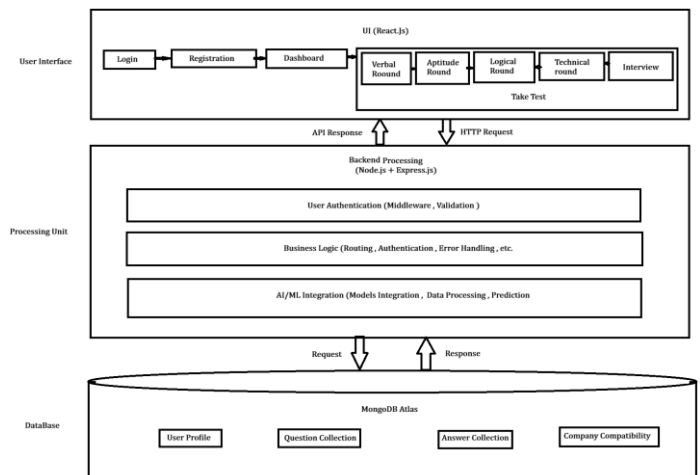 UI (React.Js)
User Interface
Login
Registration
Dashboard
Verbal
Roound
Aptitude
Round
Logical
Round
Technical
round
Interview
Take Test
API Response
HTTP Request
Backend Processing
(Node.js + Express.js)
User Authentication (Middleware , Validation )
Processing Unit
Business Logic (Routing , Authentication , Error Handling , etc.
AI/ML Integration (Models Integration , Data Processing , Prediction
Request
Response
MongoDB Atlas
DataBase
User Profile
Question Collection
Answer Collection
Company Compatibility